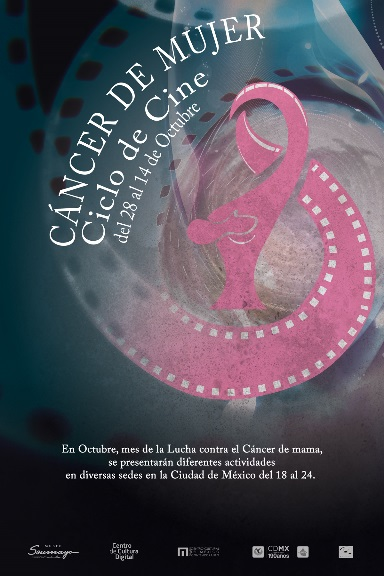 CÁNCER DE MUJER
Ciclo de Cine
del 28 al 14 de Octubre
En Octubre, mes de la Lucha contra el Cáncer de mama,
se presentarán diferentes actividades
en diversas sedes en la Ciudad de México del 18 al 24.
Soumaya
Centro
de Cultura
Digital
CDMX